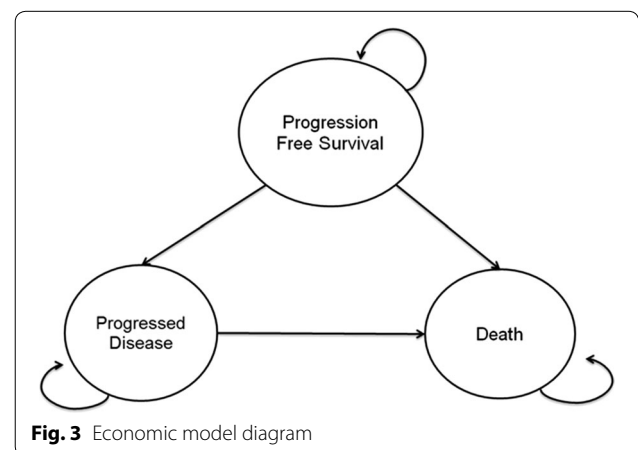 Progression
Free Survival
Progressed
Disease
Death
Fig. 3 Economic model diagram